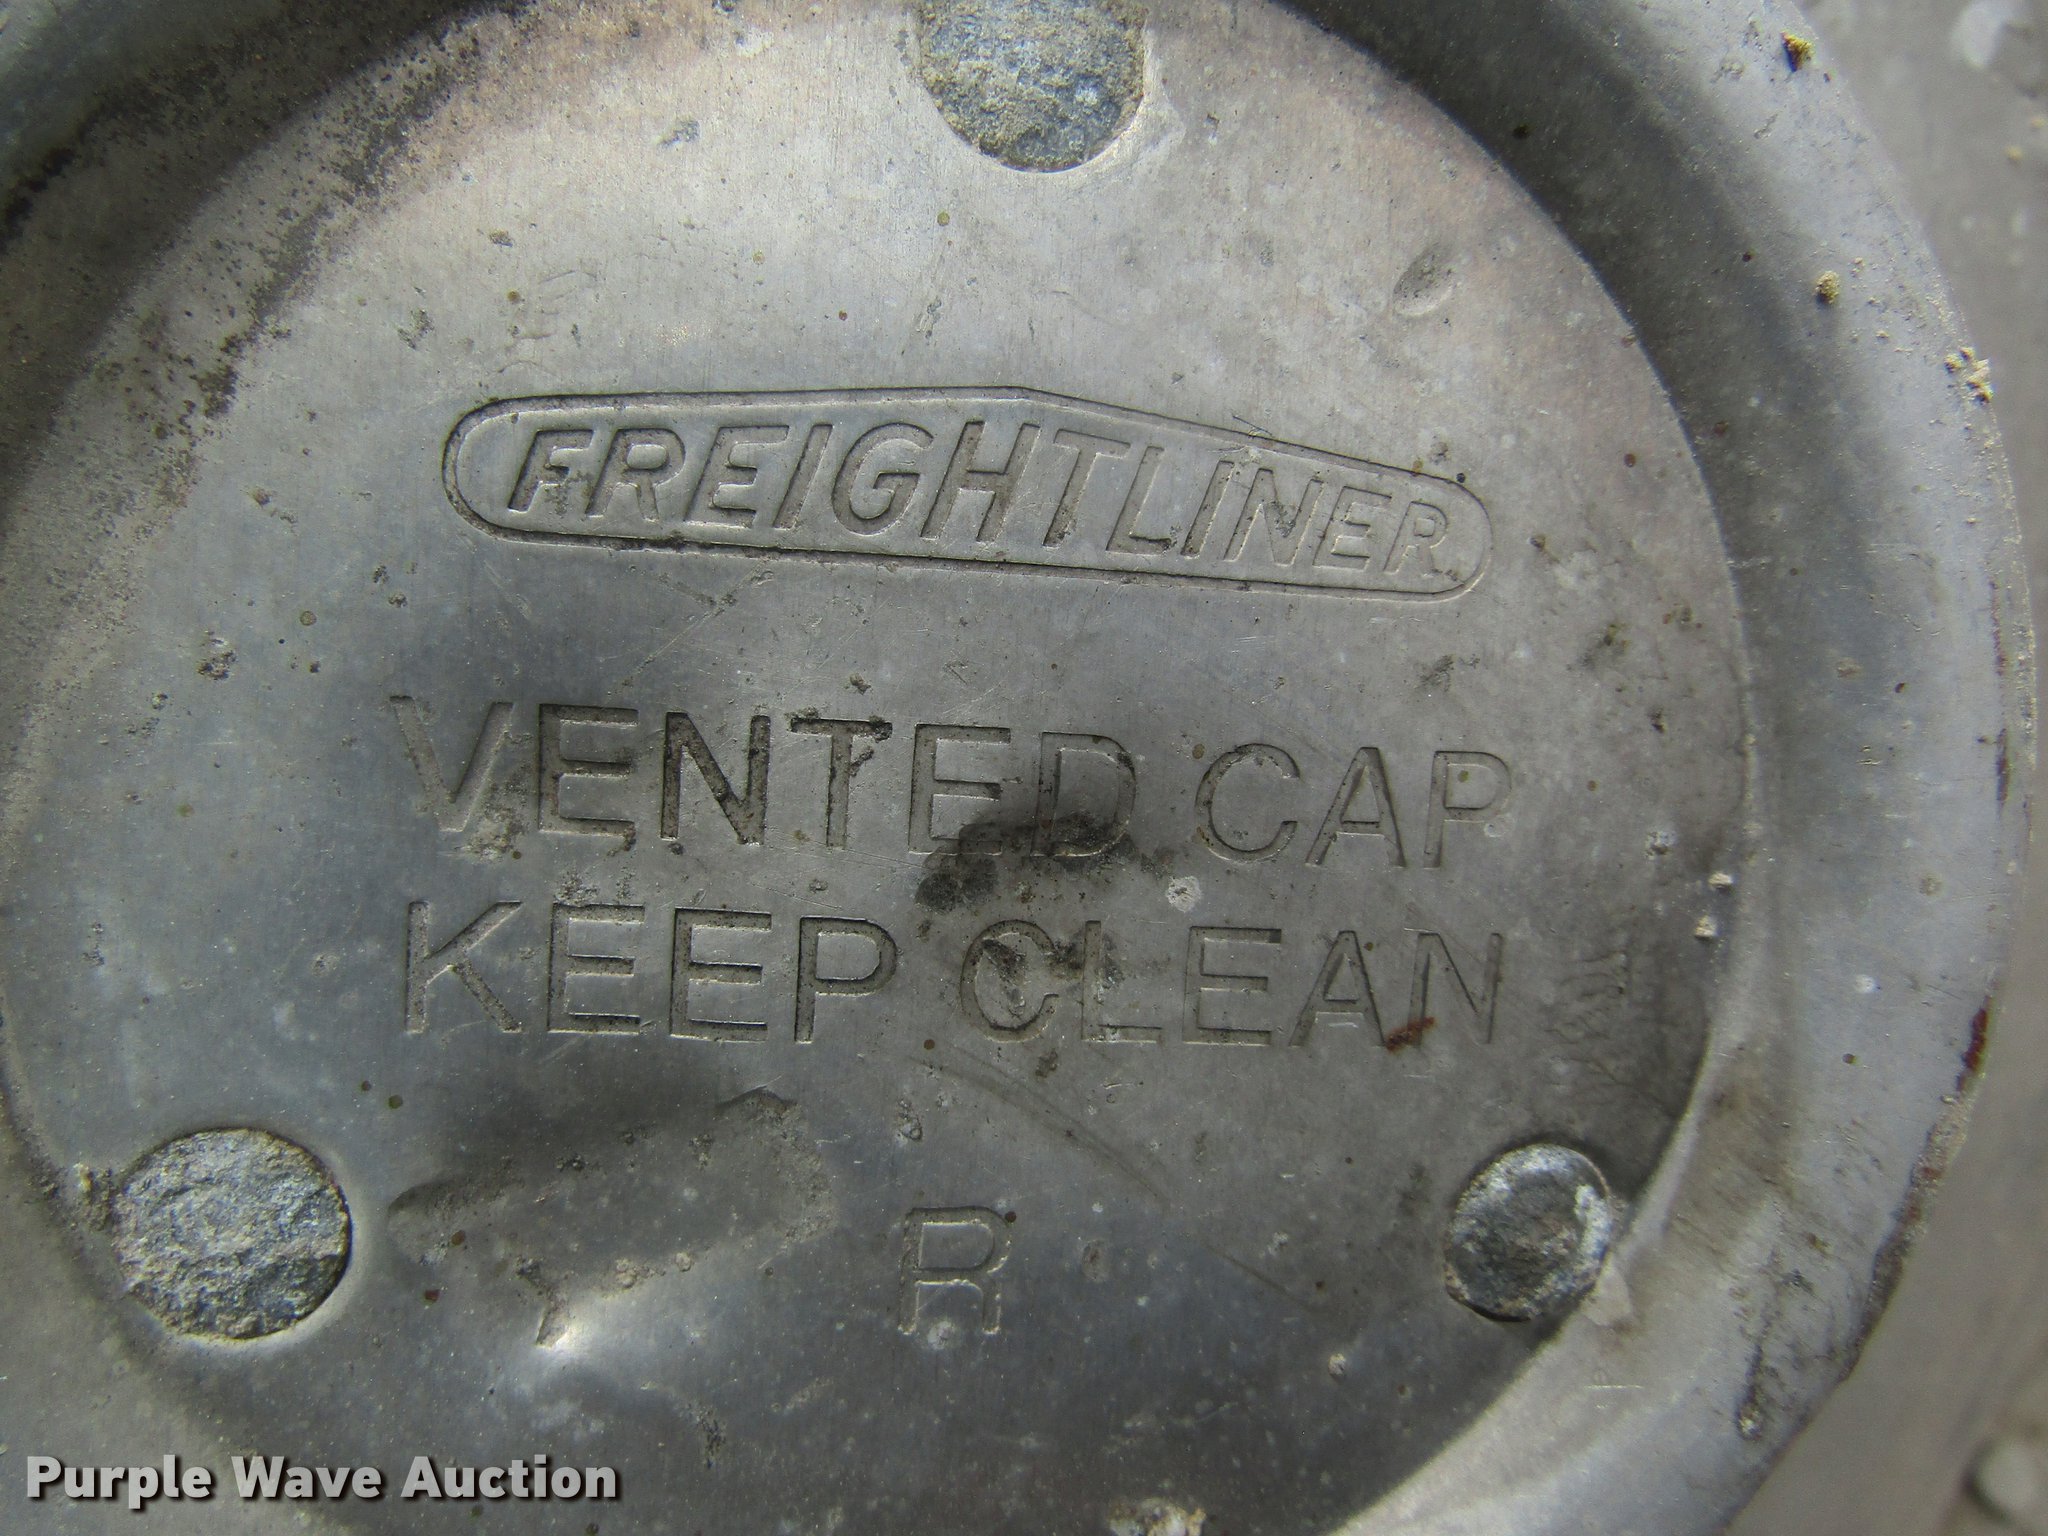 FREIGHTLINER
VENTED CAP
KEEP CLEAN
R
Purple Wave Auction